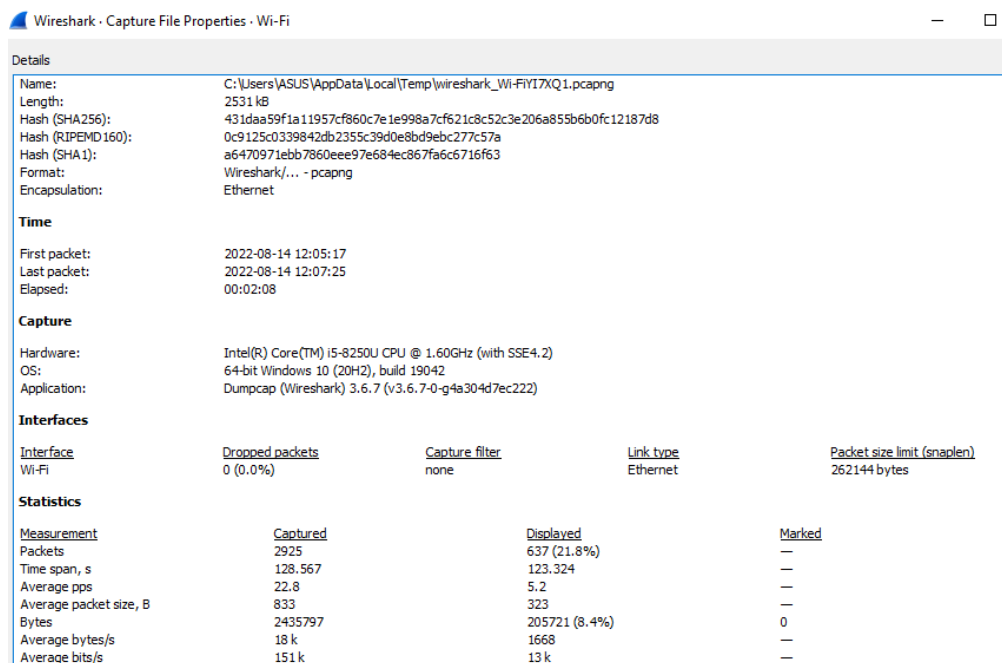 Wireshark · Capture File Properties · Wi-Fi
Details
Name: C:\Users\ASUS\AppData\Local\Temp\wireshark_Wi-FiYI7XQ1.pcapng
Length: 2531 kB
Hash (SHA256): 431daa59f1a11957cf860c7e1e998a7cf621c8c52c3e206a855b6b0fc12187d8
Hash (RIPEMD160): 0c9125c0339842db2355c39d0e8bd9ebc277c57a
Hash (SHA1): a6470971ebb7860eee97e684ec867fa6c6716f63
Format: Wireshark/... - pcapng
Encapsulation: Ethernet
Time
First packet: 2022-08-14 12:05:17
Last packet: 2022-08-14 12:07:25
Elapsed: 00:02:08
Capture
Hardware: Intel(R) Core(TM) i5-8250U CPU @ 1.60GHz (with SSE4.2)
OS: 64-bit Windows 10 (20H2), build 19042
Application: Dumpcap (Wireshark) 3.6.7 (v3.6.7-0-g4a304d7ec222)
Interfaces
Interface Dropped packets Capture filter Link type Packet size limit (snaplen)
Wi-Fi 0 (0.0%) none Ethernet 262144 bytes
Statistics
Measurement Captured Displayed Marked
Packets 2925 637 (21.8%) —
Time span, s 128.567 123.324 —
Average pps 22.8 5.2 —
Average packet size, B 833 323 —
Bytes 2435797 205721 (8.4%) 0
Average bytes/s 18 k 1668 —
Average bits/s 151 k 13 k —